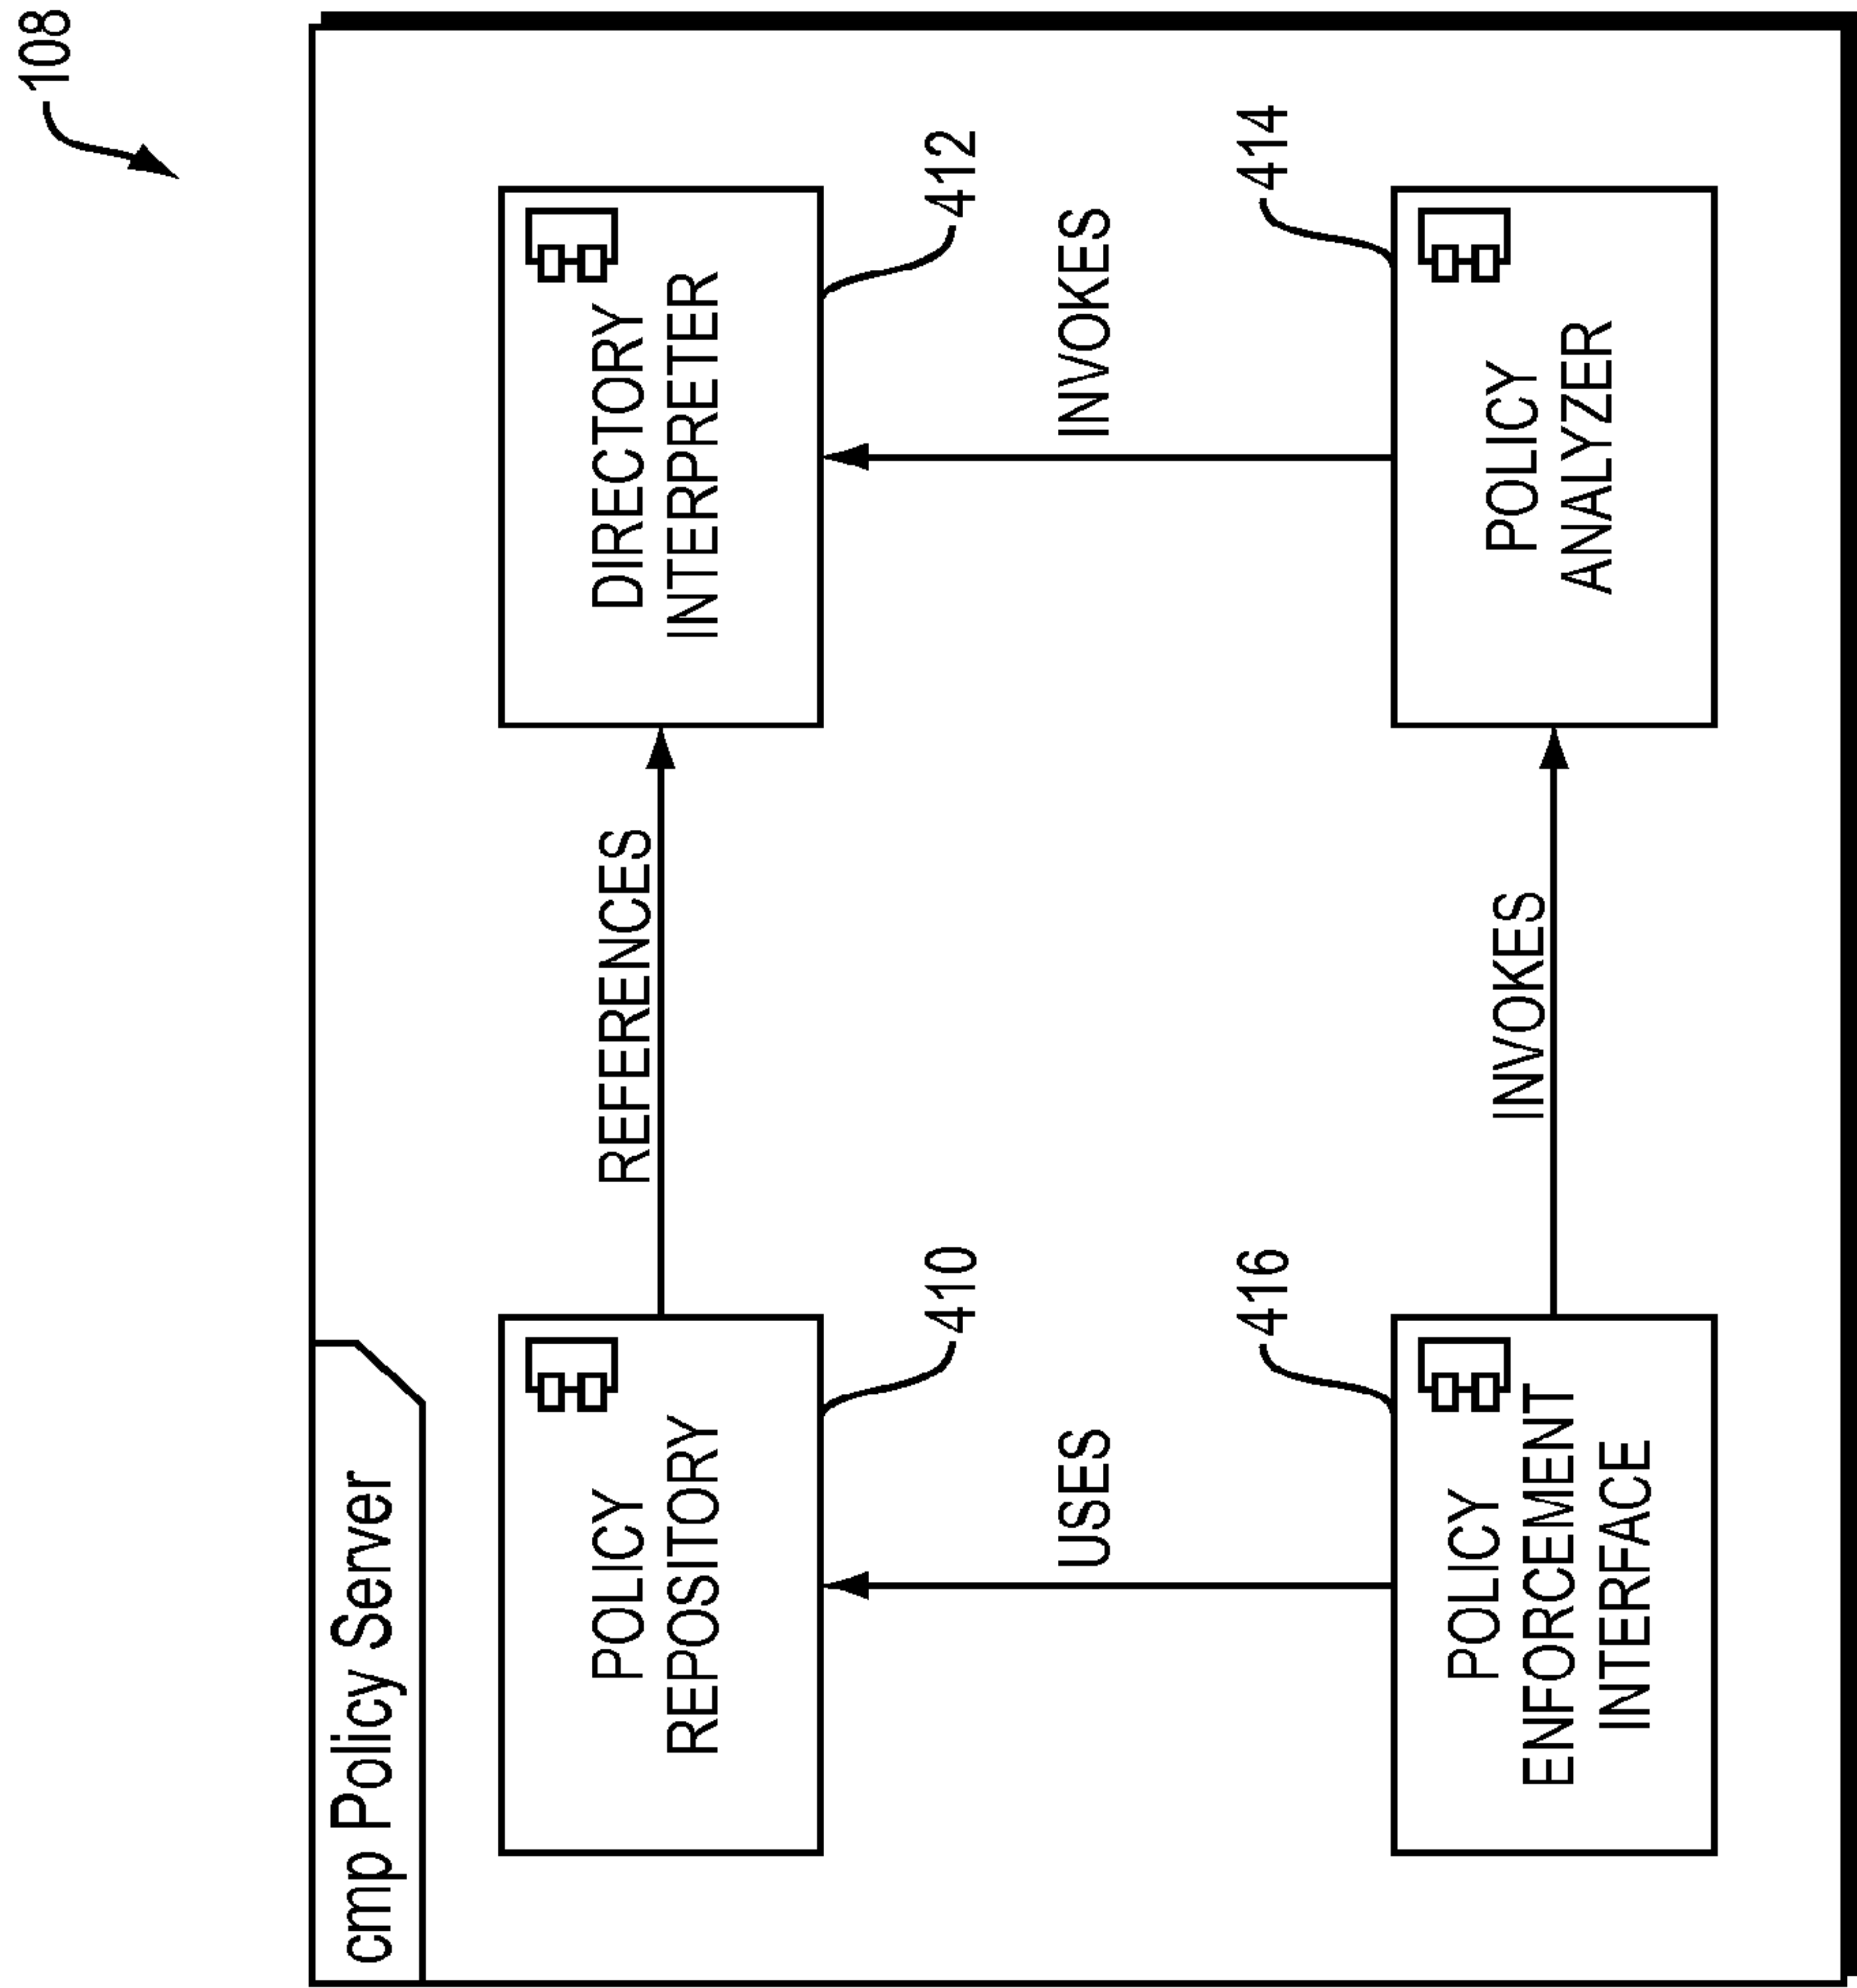 108
cmp Policy Server
POLICY
REPOSITORY
410
REFERENCES
DIRECTORY
INTERPRETER
412
USES
INVOKES
416
414
POLICY
ENFORCEMENT
INTERFACE
INVOKES
POLICY
ANALYZER